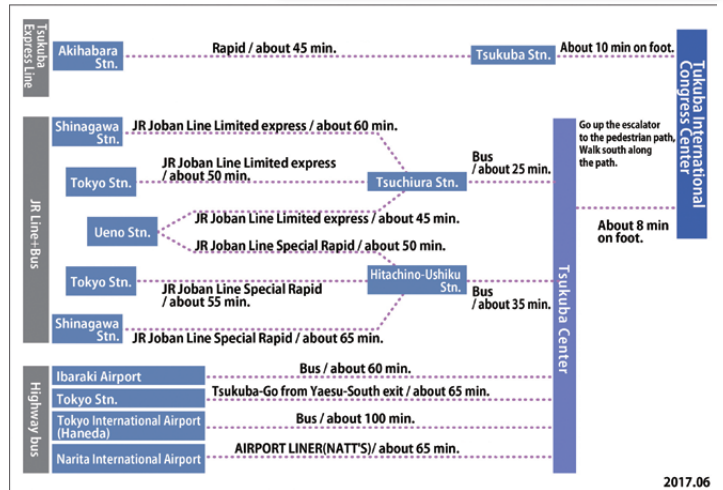 Tsukuba
Express Line
Akihabara
Stn.
Rapid / about 45 min.
Tsukuba Stn.
About 10 min on foot.
Tukuba International
Congress Center
JR Line+Bus
Shinagawa
Stn.
JR Joban Line Limited express / about 60 min.
Tokyo Stn.
JR Joban Line Limited express
/ about 50 min.
Ueno Stn.
JR Joban Line Limited express / about 45 min.
JR Joban Line Special Rapid / about 50 min.
Tokyo Stn.
JR Joban Line Special Rapid
/ about 55 min.
Shinagawa
Stn.
JR Joban Line Special Rapid / about 65 min.
Tsuchiura Stn.
Bus
/ about 25 min.
Hitachino-Ushiku
Stn.
Bus
/ about 35 min.
Tsukuba Center
Go up the escalator
to the pedestrian path,
Walk south along
the path.
About 8 min
on foot.
Highway bus
Ibaraki Airport
Bus / about 60 min.
Tokyo Stn.
Tsukuba-Go from Yaesu-South exit / about 65 min.
Tokyo International Airport
(Haneda)
Bus / about 100 min.
Narita International Airport
AIRPORT LINER(NATT'S)/ about 65 min.
2017.06